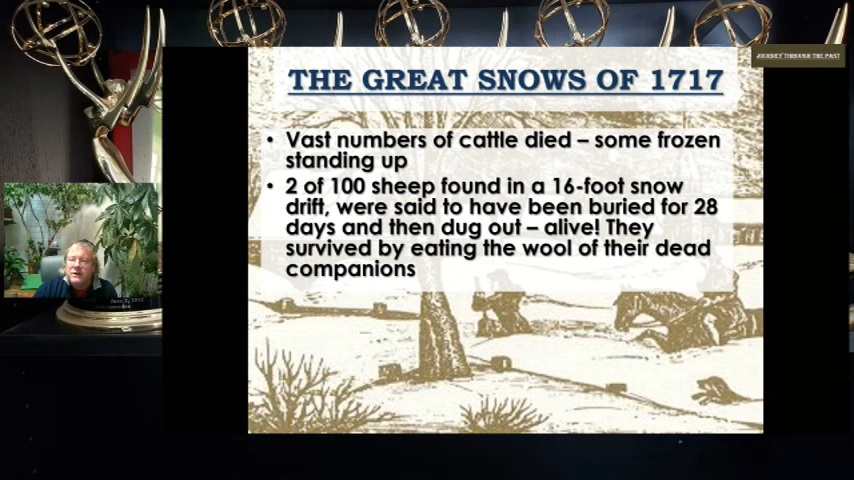 JOURNEY THROUGH THE PAST
THE GREAT SNOWS OF 1717
• Vast numbers of cattle died – some frozen
standing up
• 2 of 100 sheep found in a 16-foot snow
drift, were said to have been buried for 28
days and then dug out – alive! They
survived by eating the wool of their dead
companions